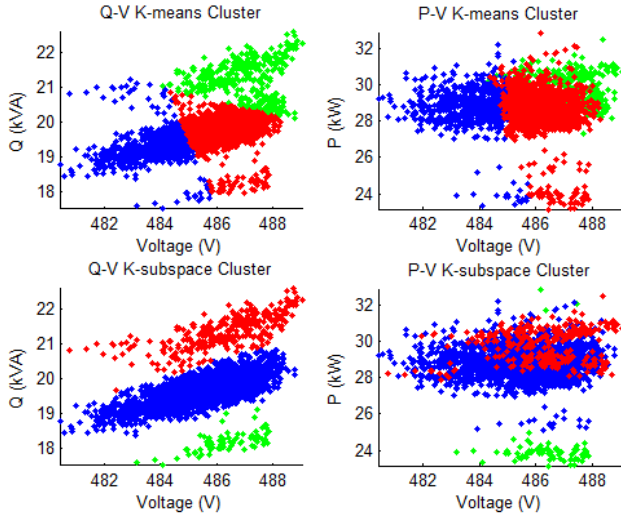 Q-V K-means Cluster
P-V K-means Cluster
Q (kVA)
22
21
20
19
18
482 484 486 488
Voltage (V)
P (kW)
32
30
28
26
24
482 484 486 488
Voltage (V)
Q-V K-subspace Cluster
P-V K-subspace Cluster
Q (kVA)
22
21
20
19
18
482 484 486 488
Voltage (V)
P (kW)
32
30
28
26
24
482 484 486 488
Voltage (V)